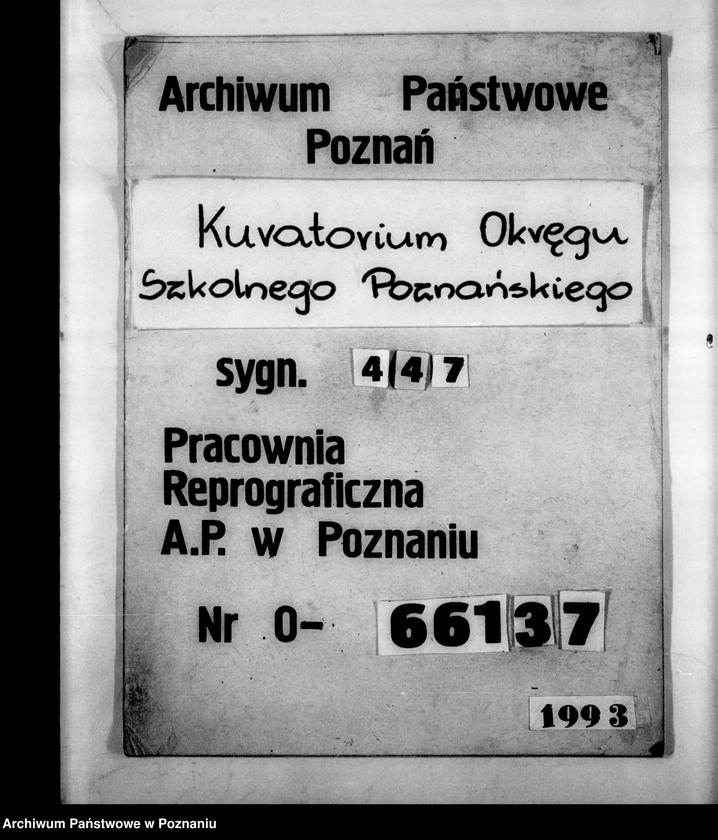 Archiwum Państwowe
Poznań
Kuratorium Okręgu
Szkolnego Poznańskiego
sygn. 447
Pracownia
Reprograficzna
A.P. w Poznaniu
Nr 0- 66137
1993
Archiwum Państwowe w Poznaniu